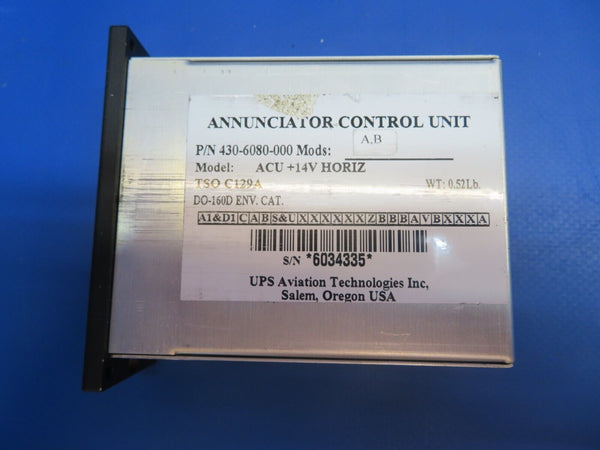 ANNUNCIATOR CONTROL UNIT
P/N 430-6080-000 Mods: A,B
Model: ACU +14V HORIZ
TSO C129A WT: 0.52Lb.
DO-160D ENV. CAT.
A1&D1CABS&UXXXXXXXZBBBAVBXXXXA
S/N *6034335*
UPS Aviation Technologies Inc,
Salem, Oregon USA